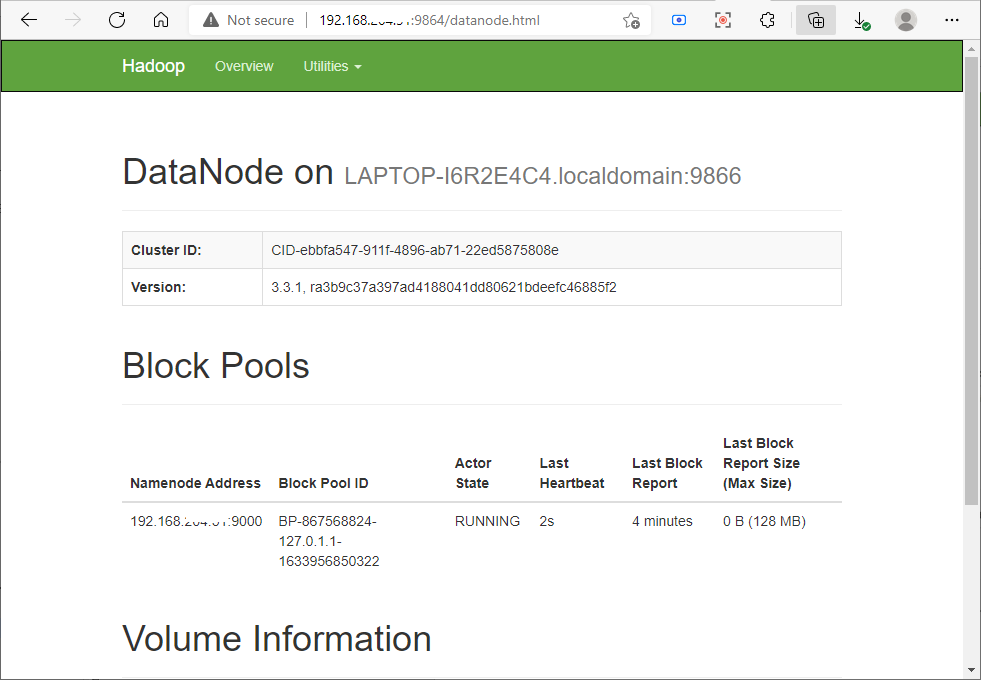 Not secure 192.168. :9864/datanode.html
Hadoop Overview Utilities
DataNode on LAPTOP-I6R2E4C4.localdomain:9866
Cluster ID: CID-ebbfa547-911f-4896-ab71-22ed5875808e
Version: 3.3.1, ra3b9c37a397ad4188041dd80621bdeefc46885f2
Block Pools
Namenode Address Block Pool ID Actor State Last Heartbeat Last Block Report Last Block Report Size (Max Size)
192.168. :9000 BP-867568824-127.0.1.1-1633956850322 RUNNING 2s 4 minutes 0 B (128 MB)
Volume Information